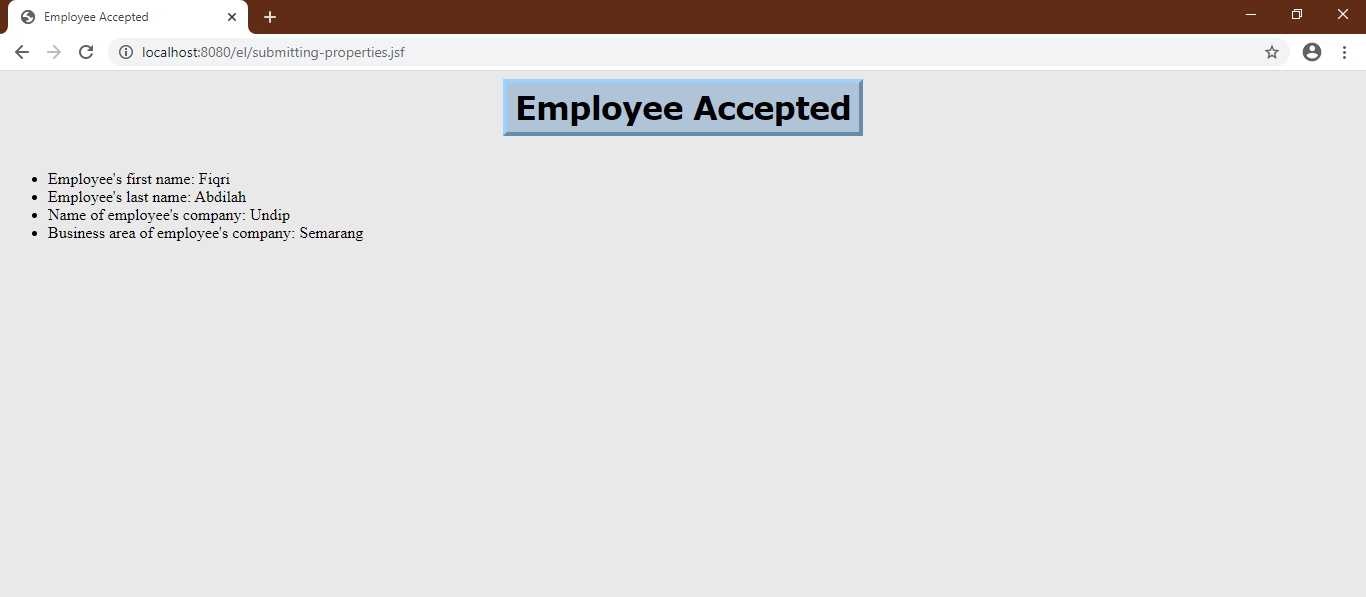 Employee Accepted
localhost:8080/el/submitting-properties.jsf
Employee Accepted
Employee's first name: Fiqri
Employee's last name: Abdilah
Name of employee's company: Undip
Business area of employee's company: Semarang